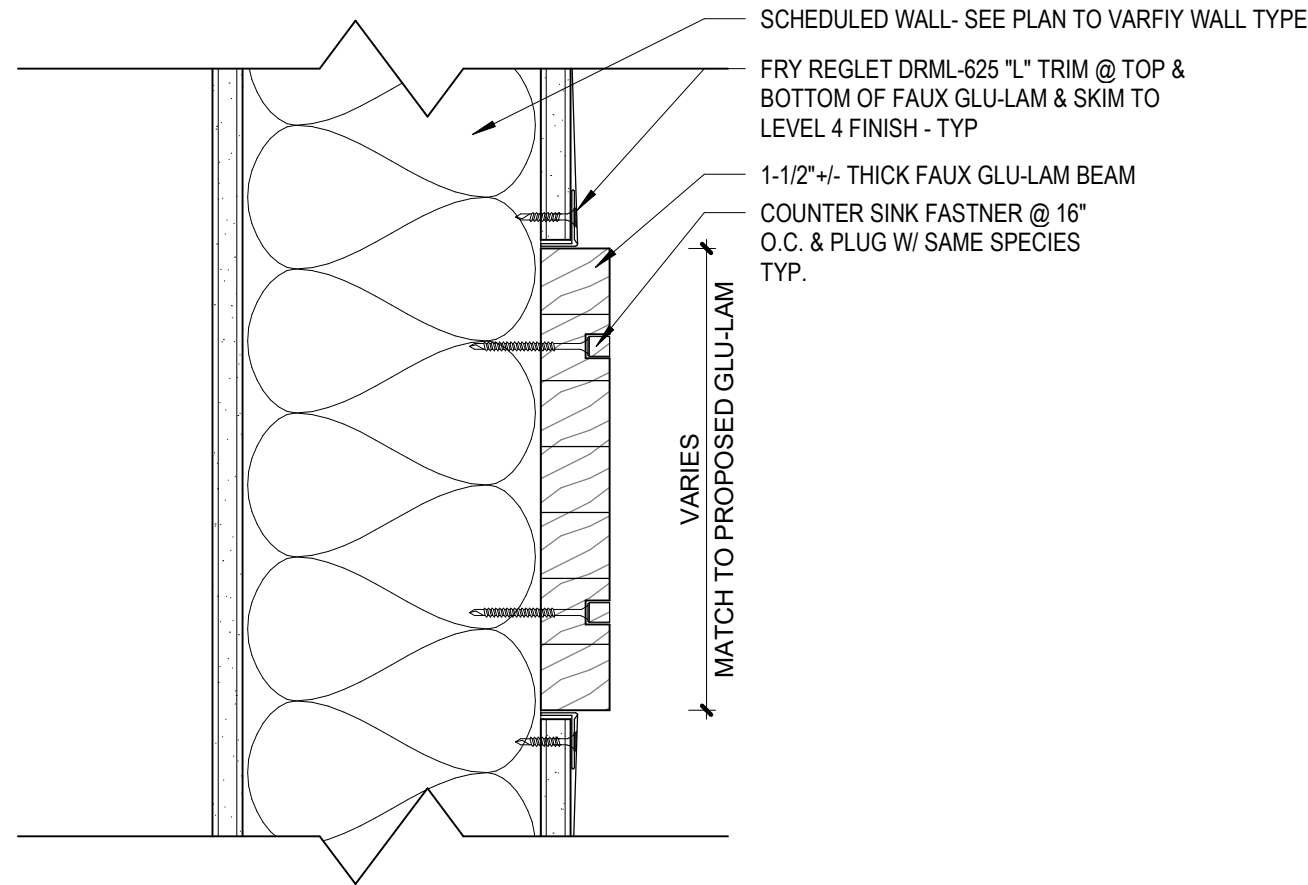 SCHEDULED WALL- SEE PLAN TO VARFIY WALL TYPE
FRY REGLET DRML-625 "L" TRIM @ TOP &
BOTTOM OF FAUX GLU-LAM & SKIM TO
LEVEL 4 FINISH - TYP
1-1/2"+/- THICK FAUX GLU-LAM BEAM
COUNTER SINK FASTNER @ 16"
O.C. & PLUG W/ SAME SPECIES
TYP.
VARIES
MATCH TO PROPOSED GLU-LAM